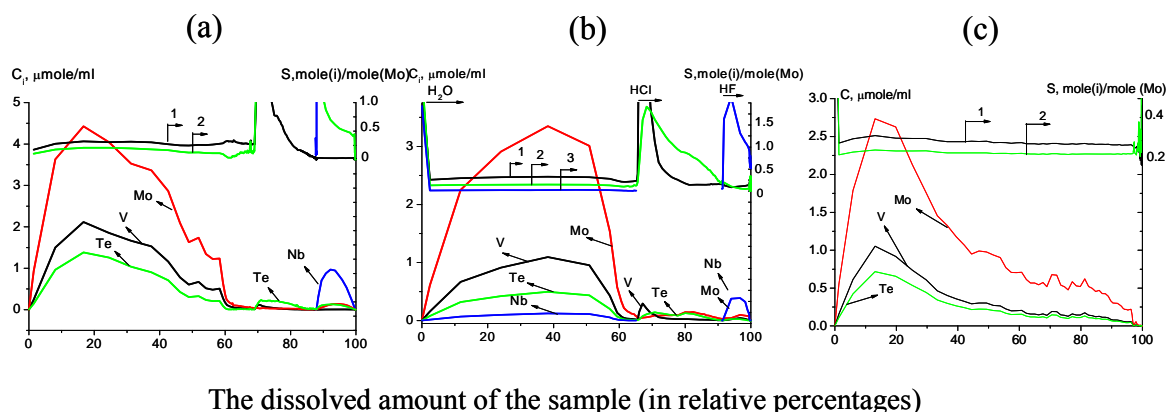 (a)
(b)
(c)
C_i, μmole/ml
S,mole(i)/mole(Mo)
5
4
3
2
1
0
1.0
0.5
0
1
2
Mo
V
Te
Te
Nb
0
20
40
60
80
100
C_i, μmole/ml
S,mole(i)/mole(Mo)
H₂O
HCl
HF
4
3
2
1
0
1.5
1.0
0.5
0
1
2
3
Mo
V
Te
Nb
V
Te
Nb
Mo
0
20
40
60
80
100
C, μmole/ml
S, mole(i)/mole (Mo)
3.0
2.5
2.0
1.5
1.0
0.5
0.0
0.4
0.2
1
2
V
Mo
Te
0
20
40
60
80
100
The dissolved amount of the sample (in relative percentages)